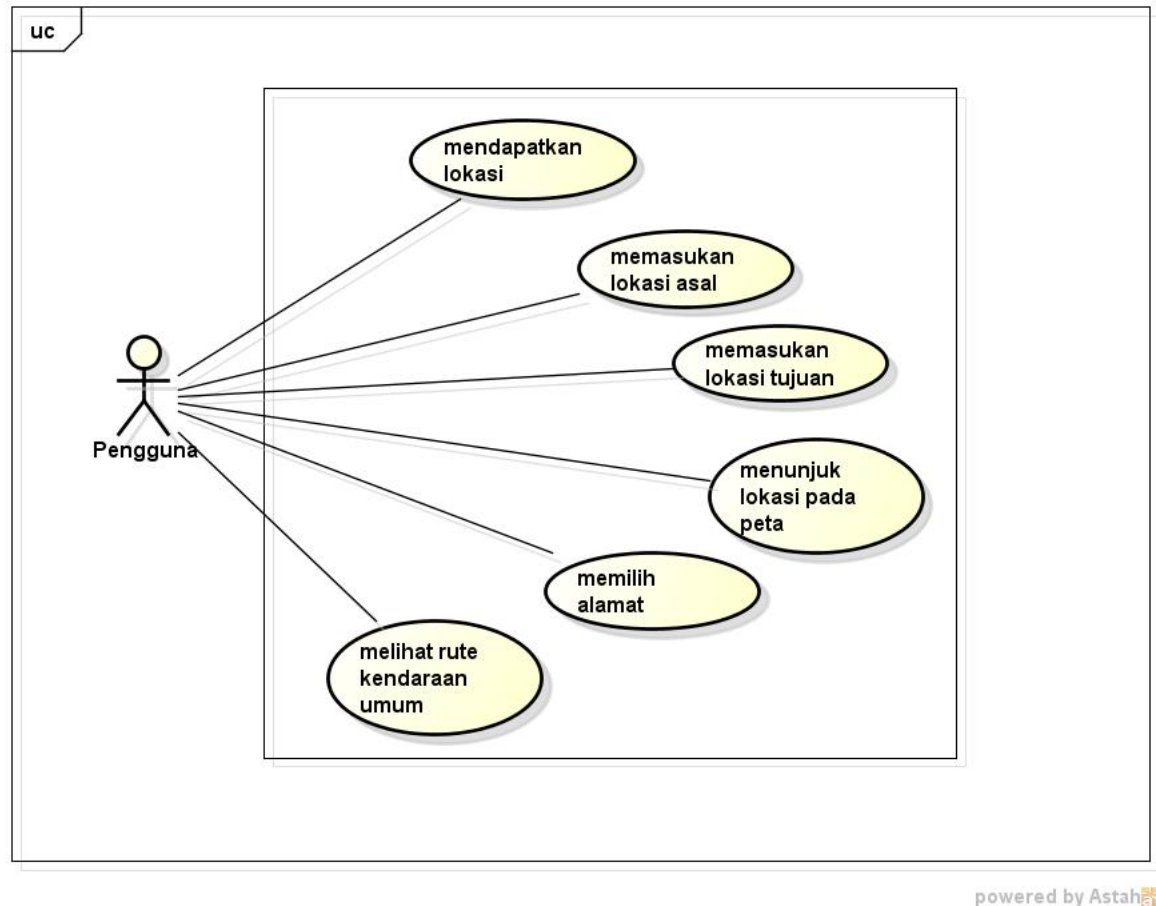 uc
mendapatkan
lokasi
memasukan
lokasi asal
memasukan
lokasi tujuan
Pengguna
menunjuk
lokasi pada
peta
memilih
alamat
melihat rute
kendaraan
umum
powered by Astah